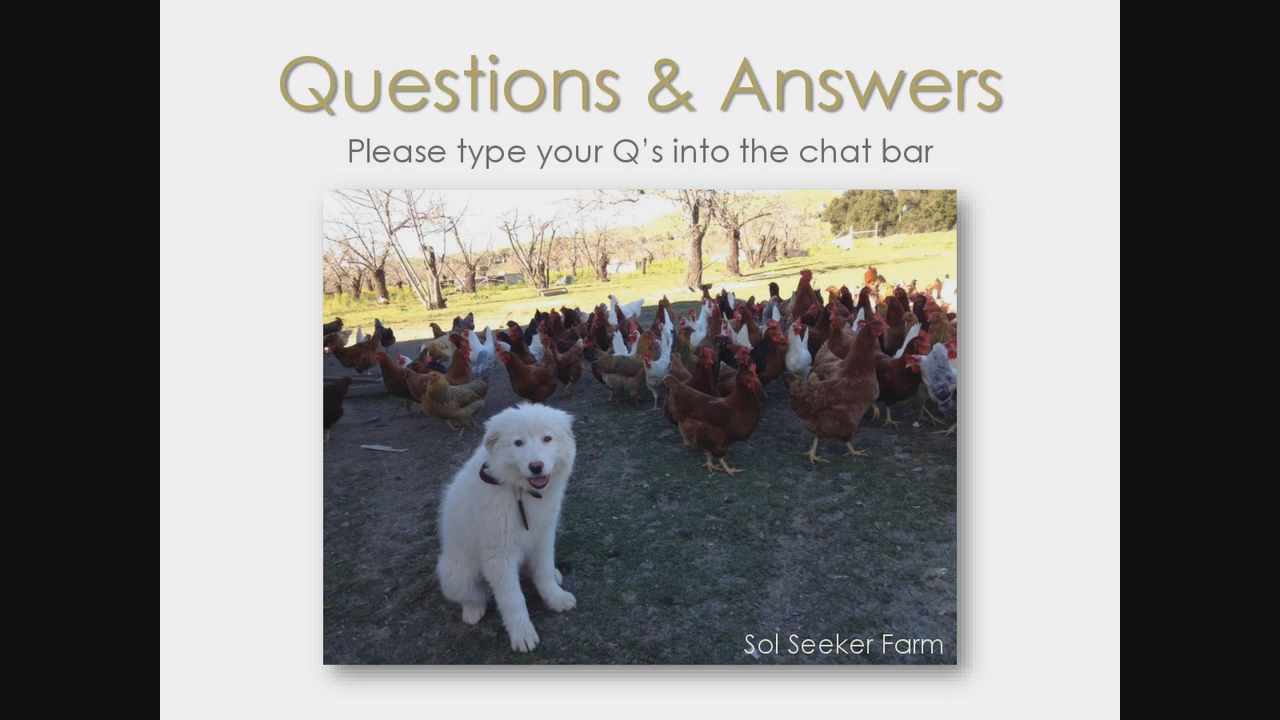 Questions & Answers
Please type your Q’s into the chat bar
Sol Seeker Farm